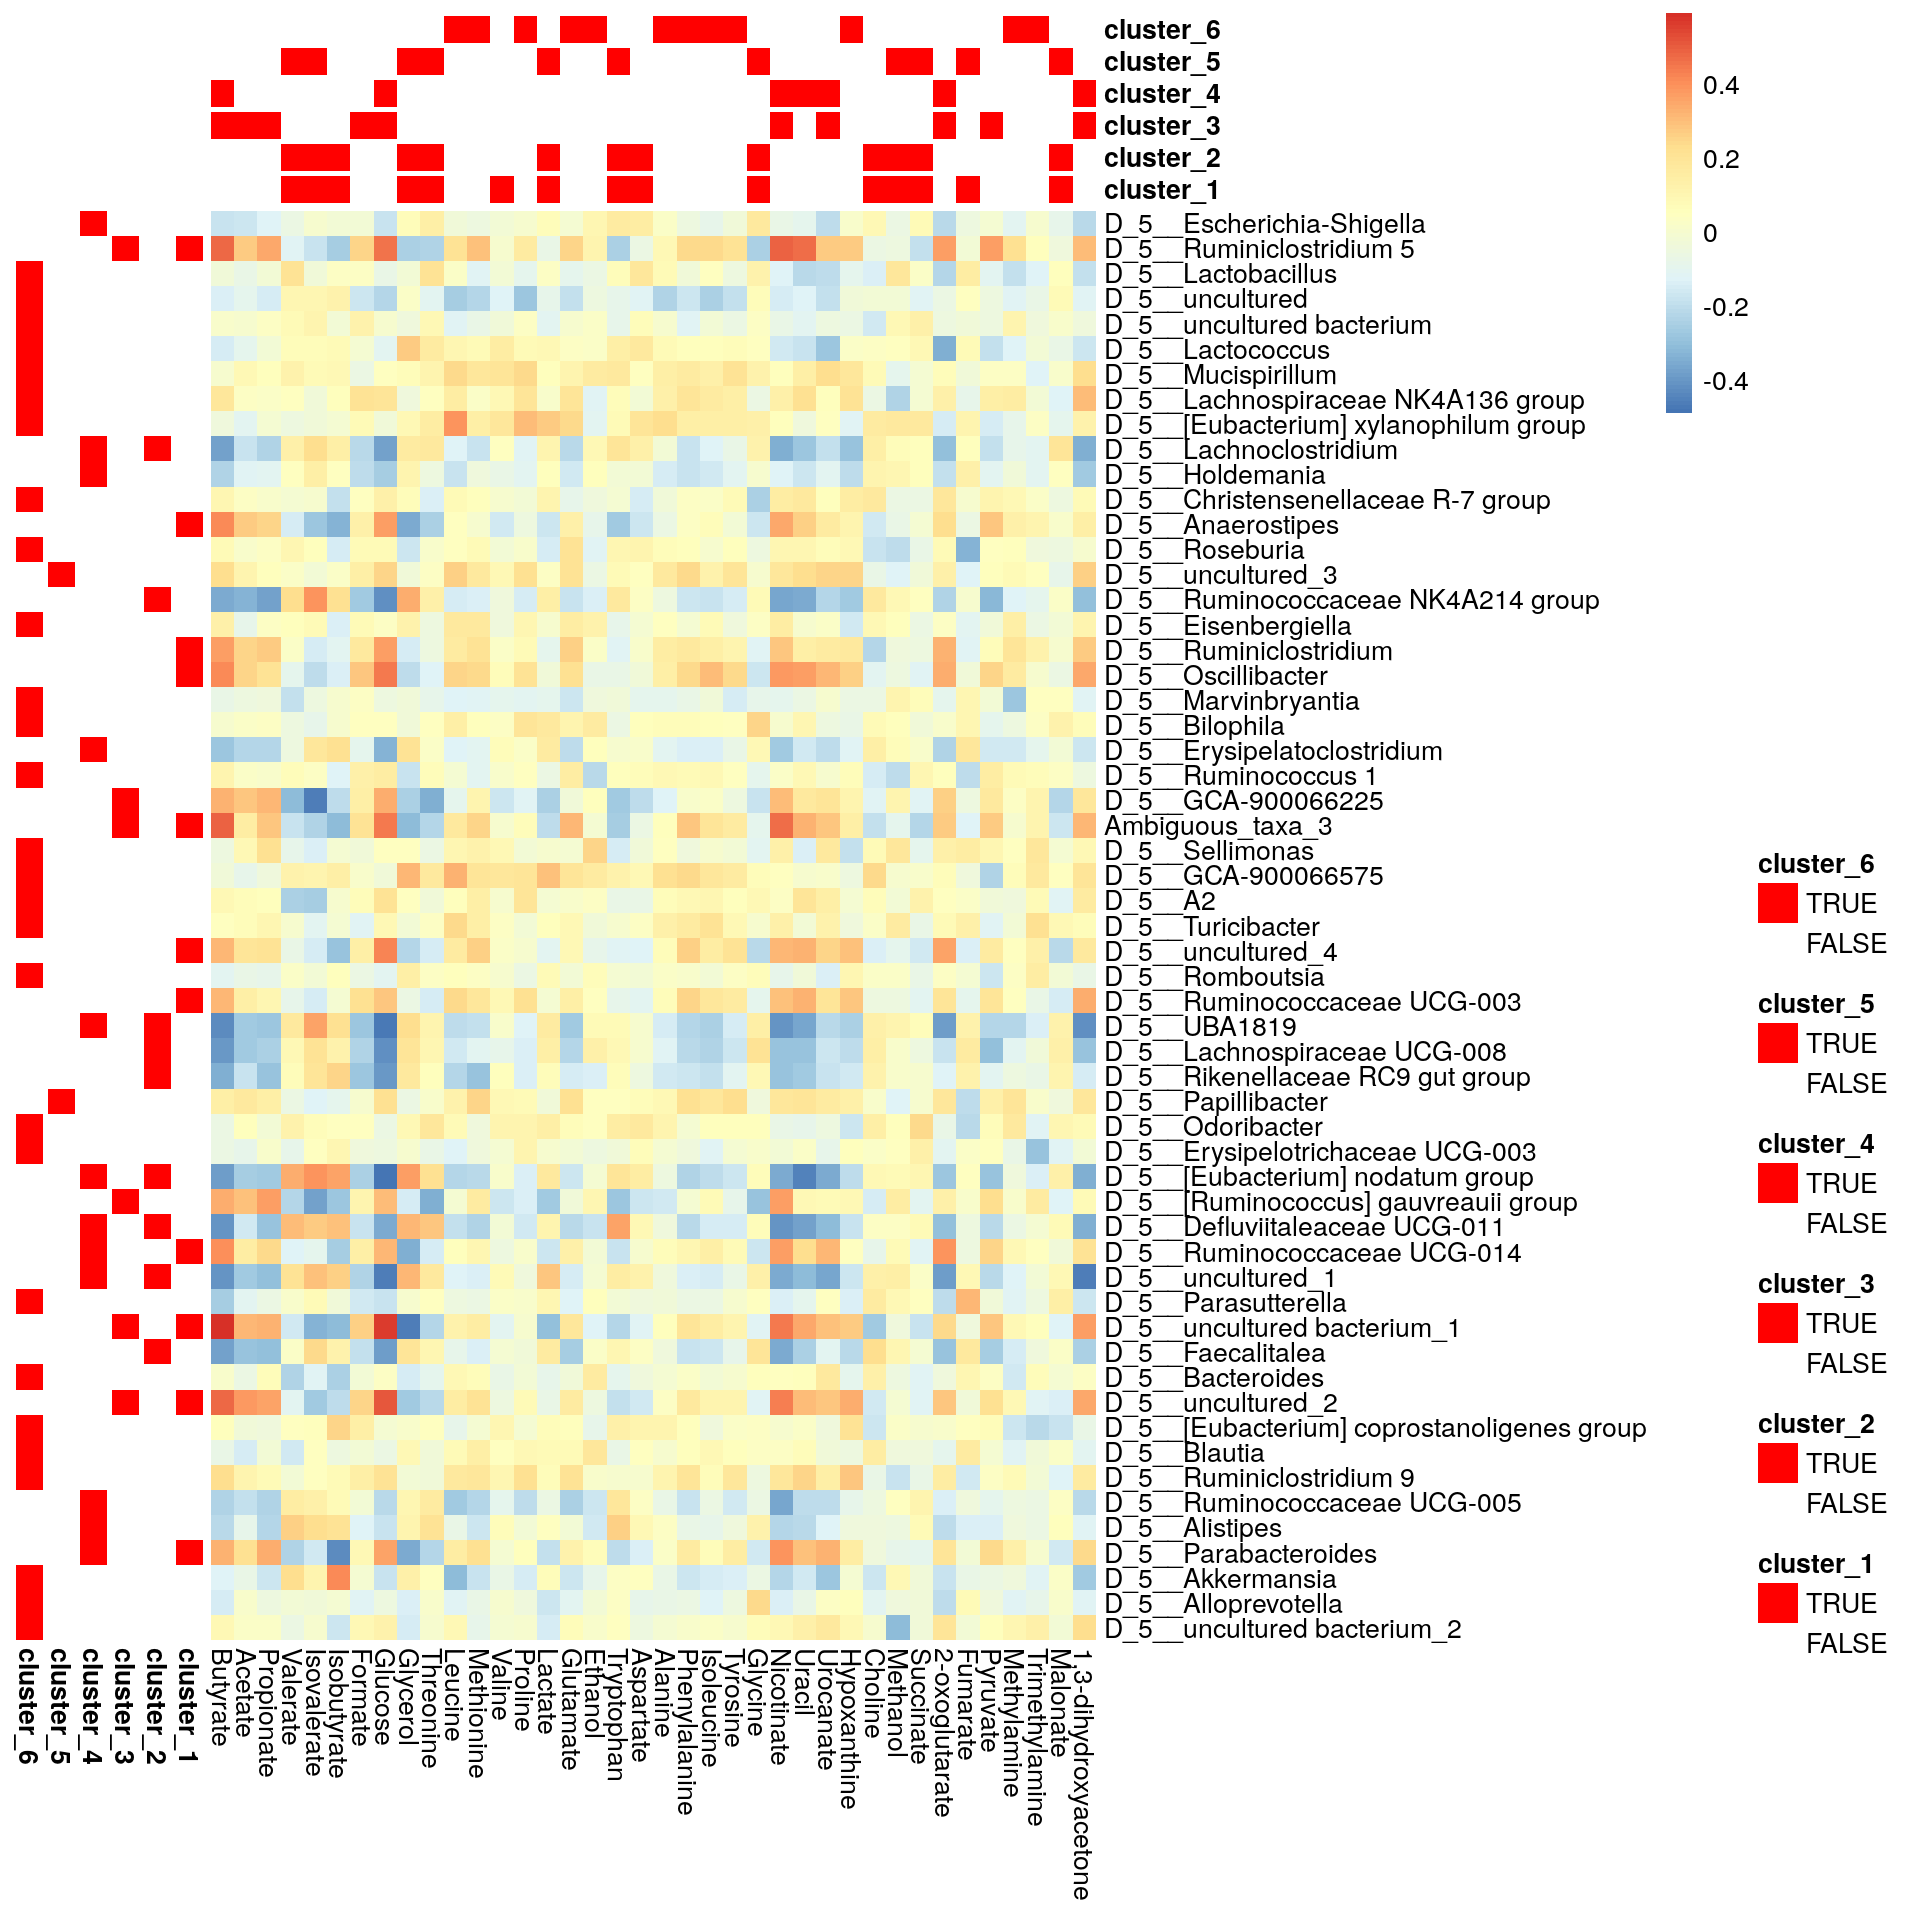 cluster_6
cluster_5
cluster_4
cluster_3
cluster_2
cluster_1
0.4
0.2
0
-0.2
-0.4
D_5__Escherichia-Shigella
D_5__Ruminiclostridium 5
D_5__Lactobacillus
D_5__uncultured
D_5__uncultured bacterium
D_5__Lactococcus
D_5__Mucispirillum
D_5__Lachnospiraceae NK4A136 group
D_5__[Eubacterium] xylanophilum group
D_5__Lachnoclostridium
D_5__Holdemania
D_5__Christensenellaceae R-7 group
D_5__Anaerostipes
D_5__Roseburia
D_5__uncultured_3
D_5__Ruminococcaceae NK4A214 group
D_5__Eisenbergiella
D_5__Ruminiclostridium
D_5__Oscillibacter
D_5__Marvinbryantia
D_5__Bilophila
D_5__Erysipelatoclostridium
D_5__Ruminococcus 1
D_5__GCA-900066225
Ambiguous_taxa_3
D_5__Sellimonas
D_5__GCA-900066575
D_5__A2
D_5__Turicibacter
D_5__uncultured_4
D_5__Romboutsia
D_5__Ruminococcaceae UCG-003
D_5__UBA1819
D_5__Lachnospiraceae UCG-008
D_5__Rikenellaceae RC9 gut group
D_5__Papillibacter
D_5__Odoribacter
D_5__Erysipelotrichaceae UCG-003
D_5__[Eubacterium] nodatum group
D_5__[Ruminococcus] gauvreauii group
D_5__Defluviitaleaceae UCG-011
D_5__Ruminococcaceae UCG-014
D_5__uncultured_1
D_5__Parasutterella
D_5__uncultured bacterium_1
D_5__Faecalitalea
D_5__Bacteroides
D_5__uncultured_2
D_5__[Eubacterium] coprostanoligenes group
D_5__Blautia
D_5__Ruminiclostridium 9
D_5__Ruminococcaceae UCG-005
D_5__Alistipes
D_5__Parabacteroides
D_5__Akkermansia
D_5__Alloprevotella
D_5__uncultured bacterium_2
cluster_6
TRUE
FALSE
cluster_5
TRUE
FALSE
cluster_4
TRUE
FALSE
cluster_3
TRUE
FALSE
cluster_2
TRUE
FALSE
cluster_1
TRUE
FALSE
cluster_6
cluster_5
cluster_4
cluster_3
cluster_2
cluster_1
Butyrate
Acetate
Propionate
Valerate
Isovalerate
Isobutyrate
Formate
Glucose
Glycerol
Threonine
Leucine
Methionine
Valine
Proline
Lactate
Glutamate
Ethanol
Tryptophan
Aspartate
Alanine
Phenylalanine
Isoleucine
Tyrosine
Glycine
Nicotinate
Uracil
Urocanate
Hypoxanthine
Choline
Methanol
Succinate
2-oxoglutarate
Fumarate
Pyruvate
Methylamine
Trimethylamine
Malonate
1,3-dihydroxyacetone